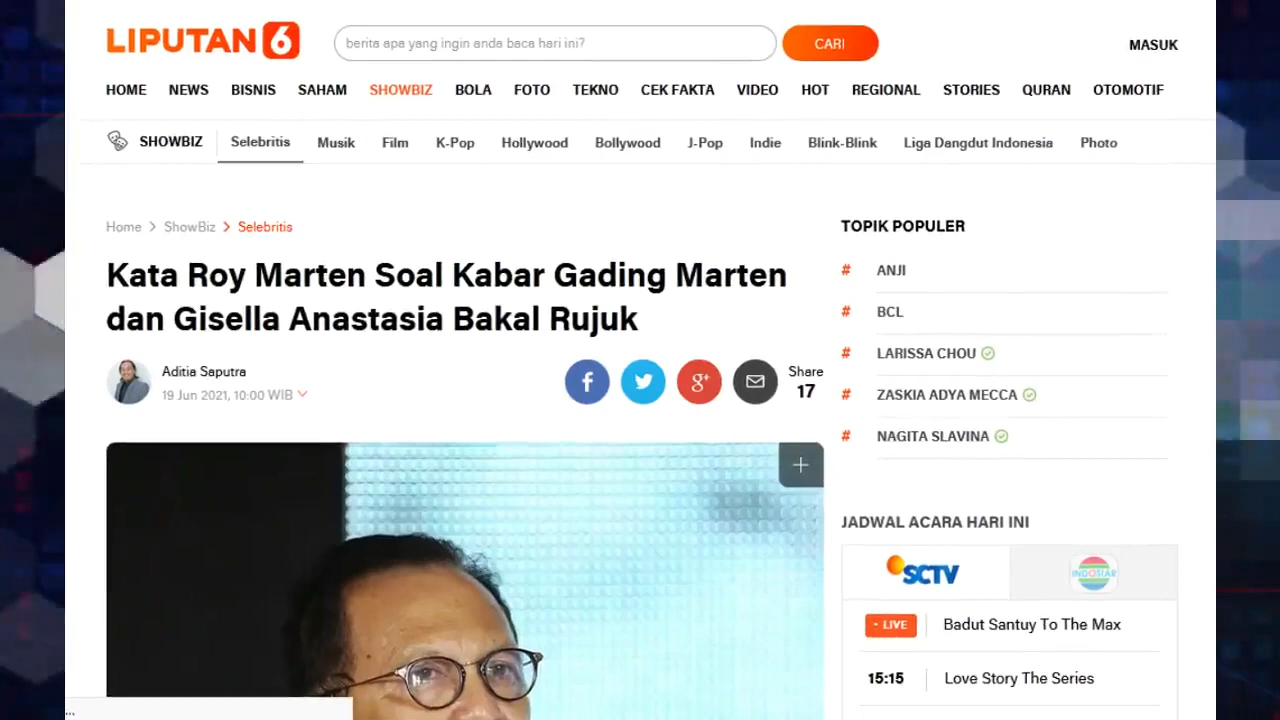 LIPUTAN 6
berita apa yang ingin anda baca hari ini?
CARI
MASUK
HOME NEWS BISNIS SAHAM SHOWBIZ BOLA FOTO TEKNO CEK FAKTA VIDEO HOT REGIONAL STORIES QURAN OTOMOTIF
SHOWBIZ Selebritis Musik Film K-Pop Hollywood Bollywood J-Pop Indie Blink-Blink Liga Dangdut Indonesia Photo
Home > ShowBiz > Selebritis
Kata Roy Marten Soal Kabar Gading Marten
dan Gisella Anastasia Bakal Rujuk
Aditia Saputra
19 Jun 2021, 10:00 WIB
Share
17
TOPIK POPULER
# ANJI
# BCL
# LARISSA CHOU
# ZASKIA ADYA MECCA
# NAGITA SLAVINA
JADWAL ACARA HARI INI
SCTV INDOSIAR
LIVE Badut Santuy To The Max
15:15 Love Story The Series